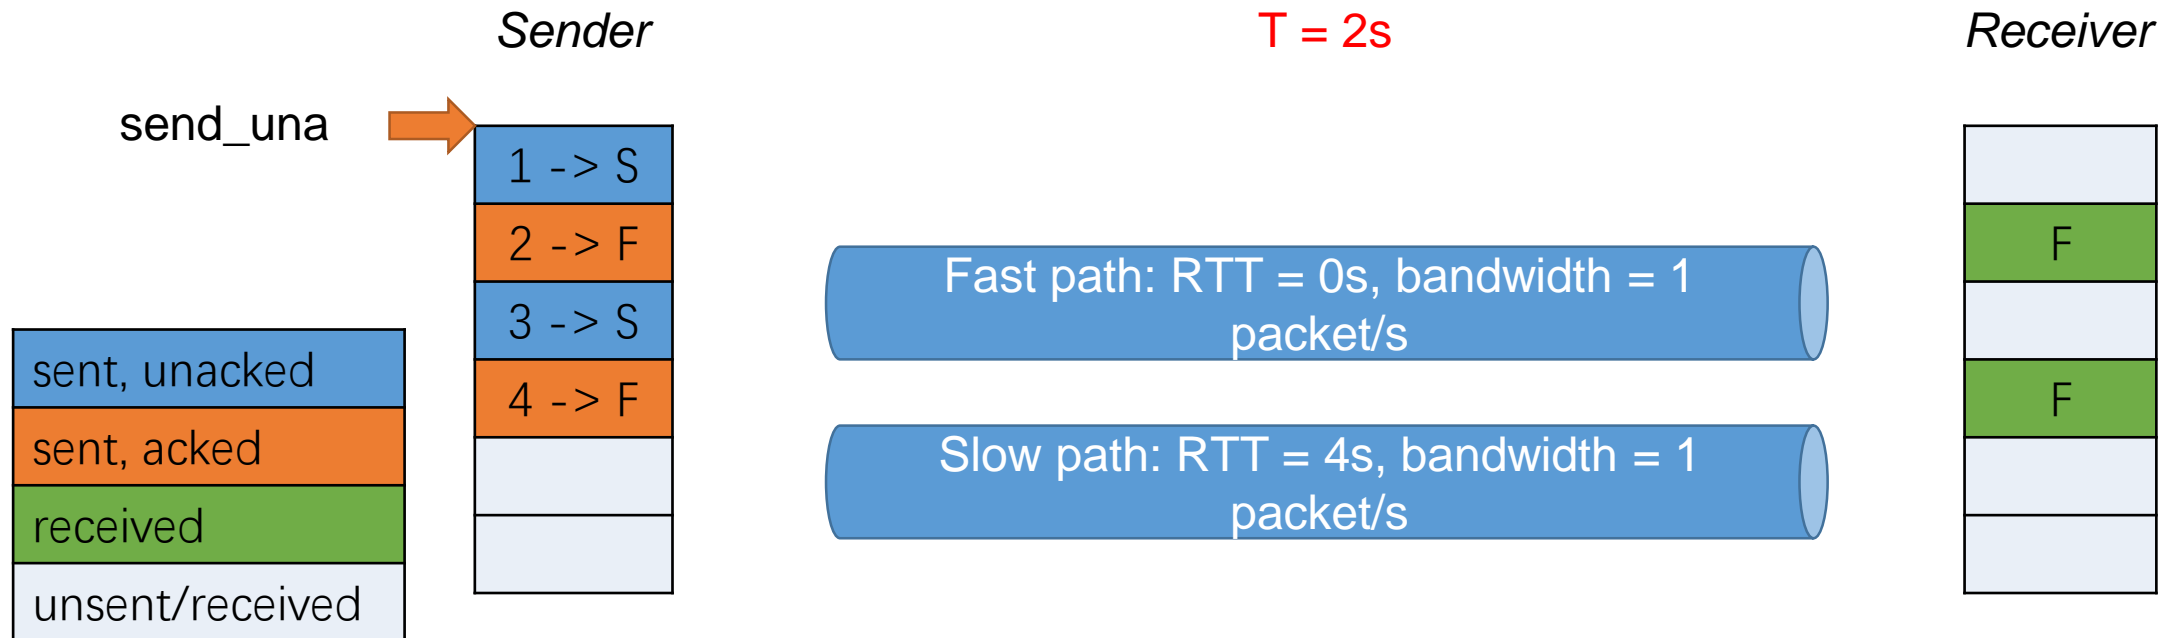 Sender
T = 2s
Receiver
send_una
1 -> S
2 -> F
3 -> S
4 -> F
sent, unacked
sent, acked
received
unsent/received
Fast path: RTT = 0s, bandwidth = 1
packet/s
Slow path: RTT = 4s, bandwidth = 1
packet/s
F
F